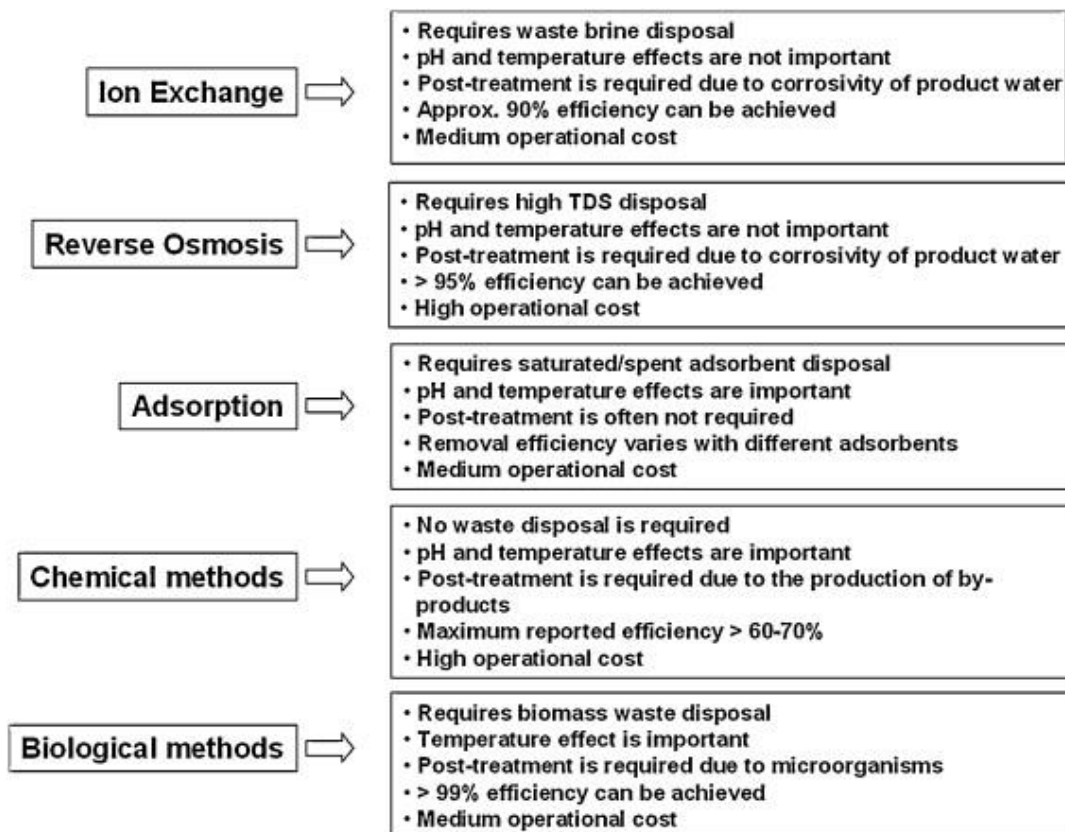 Ion Exchange
• Requires waste brine disposal
• pH and temperature effects are not important
• Post-treatment is required due to corrosivity of product water
• Approx. 90% efficiency can be achieved
• Medium operational cost
Reverse Osmosis
• Requires high TDS disposal
• pH and temperature effects are not important
• Post-treatment is required due to corrosivity of product water
• > 95% efficiency can be achieved
• High operational cost
Adsorption
• Requires saturated/spent adsorbent disposal
• pH and temperature effects are important
• Post-treatment is often not required
• Removal efficiency varies with different adsorbents
• Medium operational cost
Chemical methods
• No waste disposal is required
• pH and temperature effects are important
• Post-treatment is required due to the production of by-
products
• Maximum reported efficiency > 60-70%
• High operational cost
Biological methods
• Requires biomass waste disposal
• Temperature effect is important
• Post-treatment is required due to microorganisms
• > 99% efficiency can be achieved
• Medium operational cost